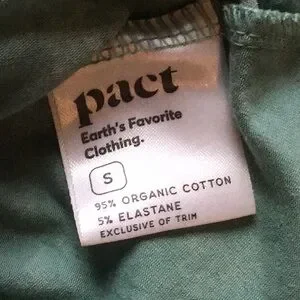 pact
Earth's Favorite
Clothing.
S
95% ORGANIC COTTON
5% ELASTANE
EXCLUSIVE OF TRIM